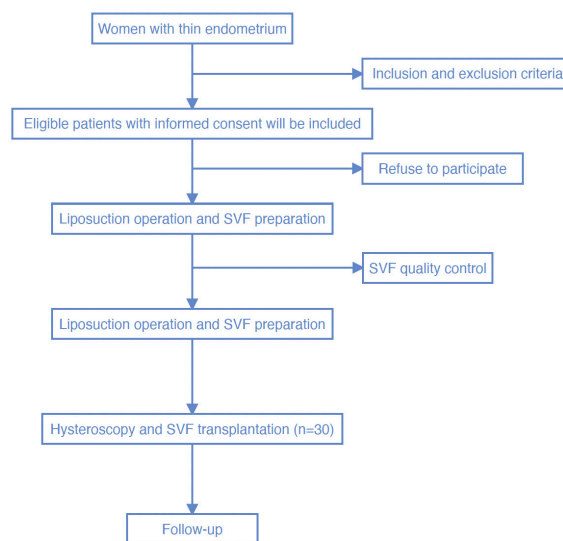 Women with thin endometrium
Inclusion and exclusion criteria
Eligible patients with informed consent will be included
Refuse to participate
Liposuction operation and SVF preparation
SVF quality control
Liposuction operation and SVF preparation
Hysteroscopy and SVF transplantation (n=30)
Follow-up